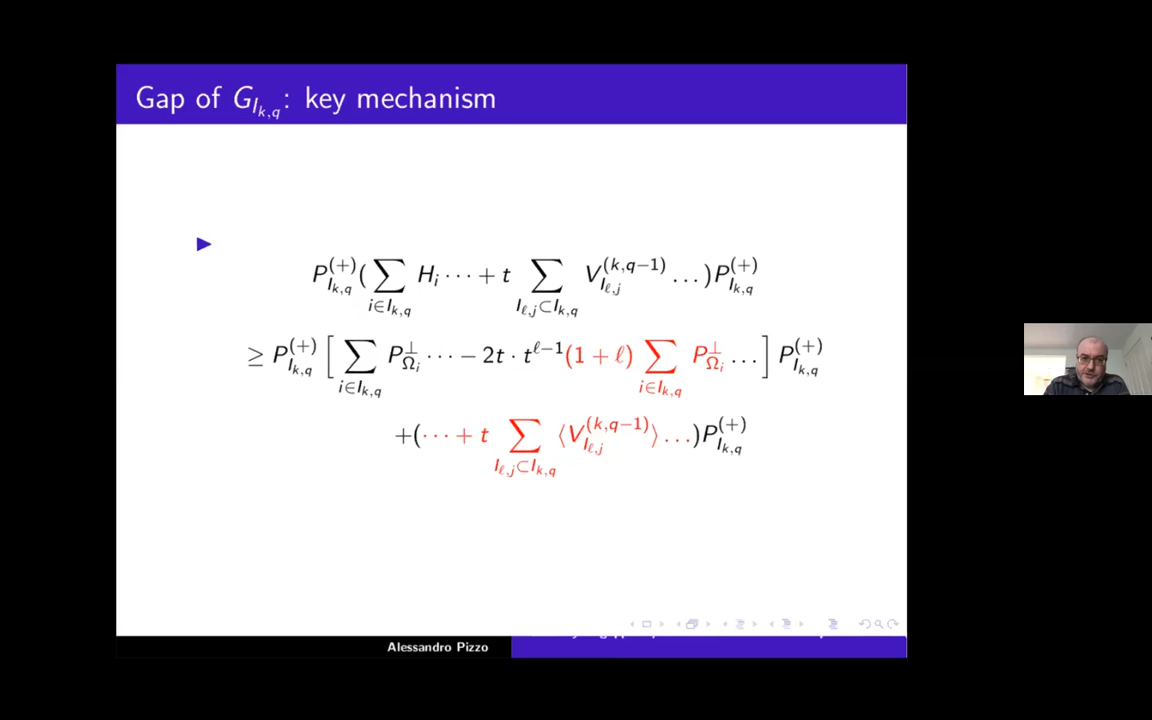 Gap of G_{I_{k,q}}: key mechanism
P^{(+)}_{I_{k,q}}(∑_{i∈I_{k,q}} H_i ⋯ + t ∑_{I_{ℓ,j}⊂I_{k,q}} V^{(k,q−1)}_{I_{ℓ,j}} …)P^{(+)}_{I_{k,q}}
≥ P^{(+)}_{I_{k,q}} [∑_{i∈I_{k,q}} P^⊥_{Ω_i} ⋯ − 2t · t^{ℓ−1}(1 + ℓ) ∑_{i∈I_{k,q}} P^⊥_{Ω_i} …] P^{(+)}_{I_{k,q}}
+(⋯ + t ∑_{I_{ℓ,j}⊂I_{k,q}} ⟨V^{(k,q−1)}_{I_{ℓ,j}}⟩ …)P^{(+)}_{I_{k,q}}
Alessandro Pizzo